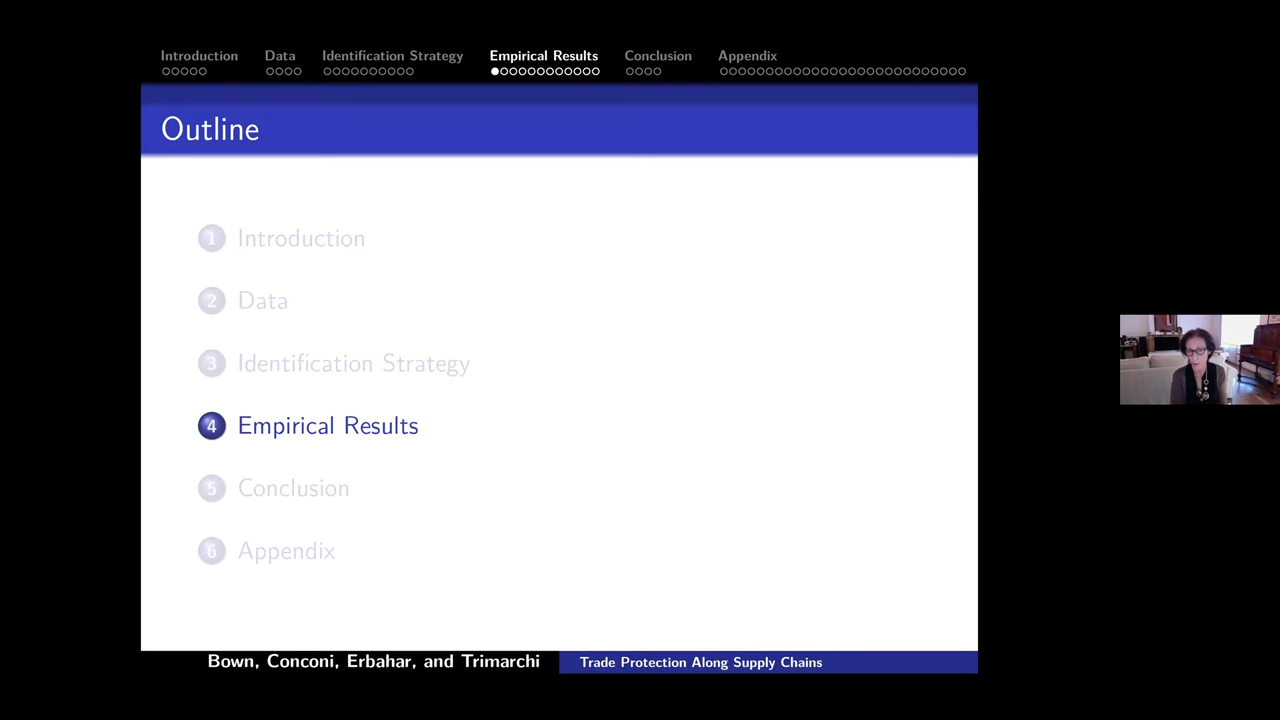 Introduction Data Identification Strategy Empirical Results Conclusion Appendix
Outline
1 Introduction
2 Data
3 Identification Strategy
4 Empirical Results
5 Conclusion
6 Appendix
Bown, Conconi, Erbahar, and Trimarchi Trade Protection Along Supply Chains